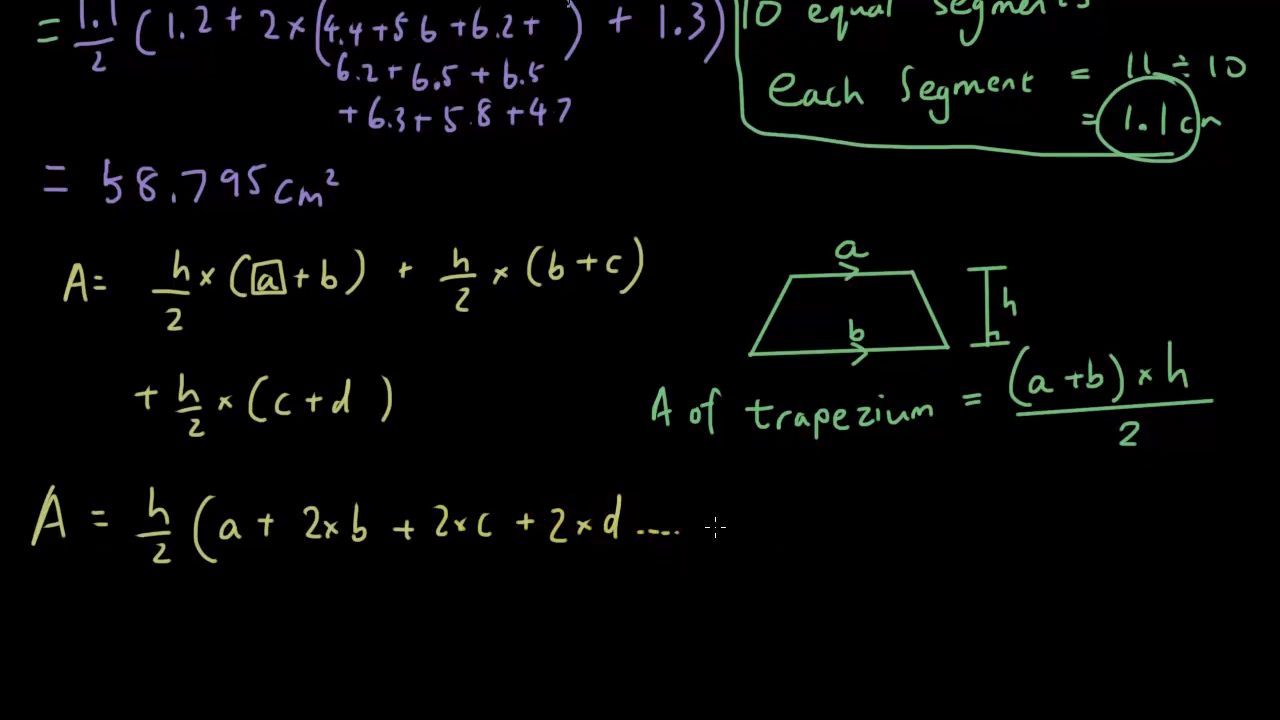 = 1.1/2 (1.2 + 2 × (4.4 + 5 6 + 6.2 + ) + 1.3)
6.2 + 6.5 + 6.5
+ 6.3 + 5.8 + 4 7
= 58.795 cm²
10 equal segments
each segment = 11 ÷ 10
= 1.1 cm
A = h/2 × (a + b) + h/2 × (b + c)
+ h/2 × (c + d )
a
h
b
A of trapezium = (a + b) × h / 2
A = h/2 (a + 2×b + 2×c + 2×d .....